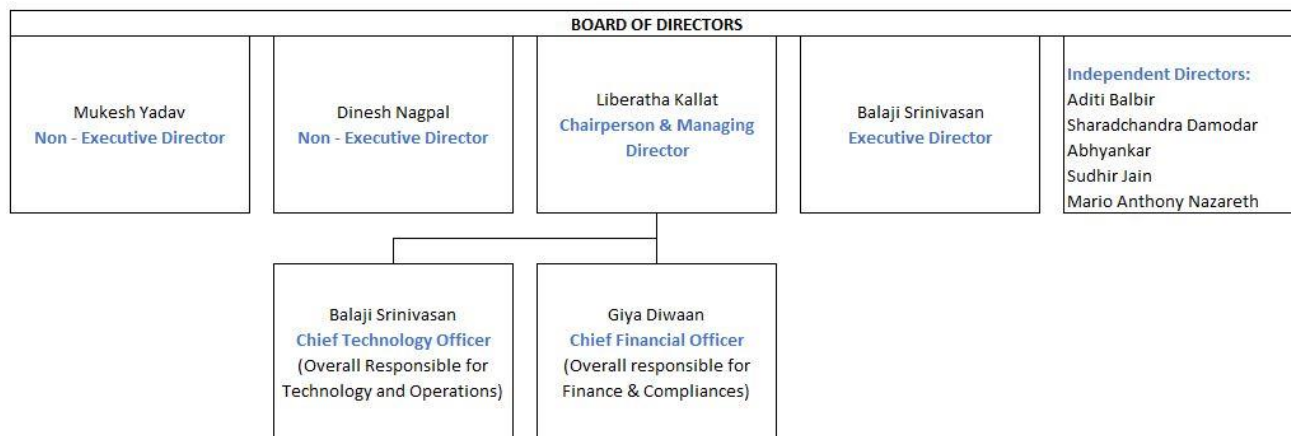 BOARD OF DIRECTORS
Mukesh Yadav
Non - Executive Director
Dinesh Nagpal
Non - Executive Director
Liberatha Kallat
Chairperson & Managing
Director
Balaji Srinivasan
Executive Director
Independent Directors:
Aditi Balbir
Sharadchandra Damodar
Abhyankar
Sudhir Jain
Mario Anthony Nazareth
Balaji Srinivasan
Chief Technology Officer
(Overall Responsible for
Technology and Operations)
Giya Diwaan
Chief Financial Officer
(Overall responsible for
Finance & Compliances)